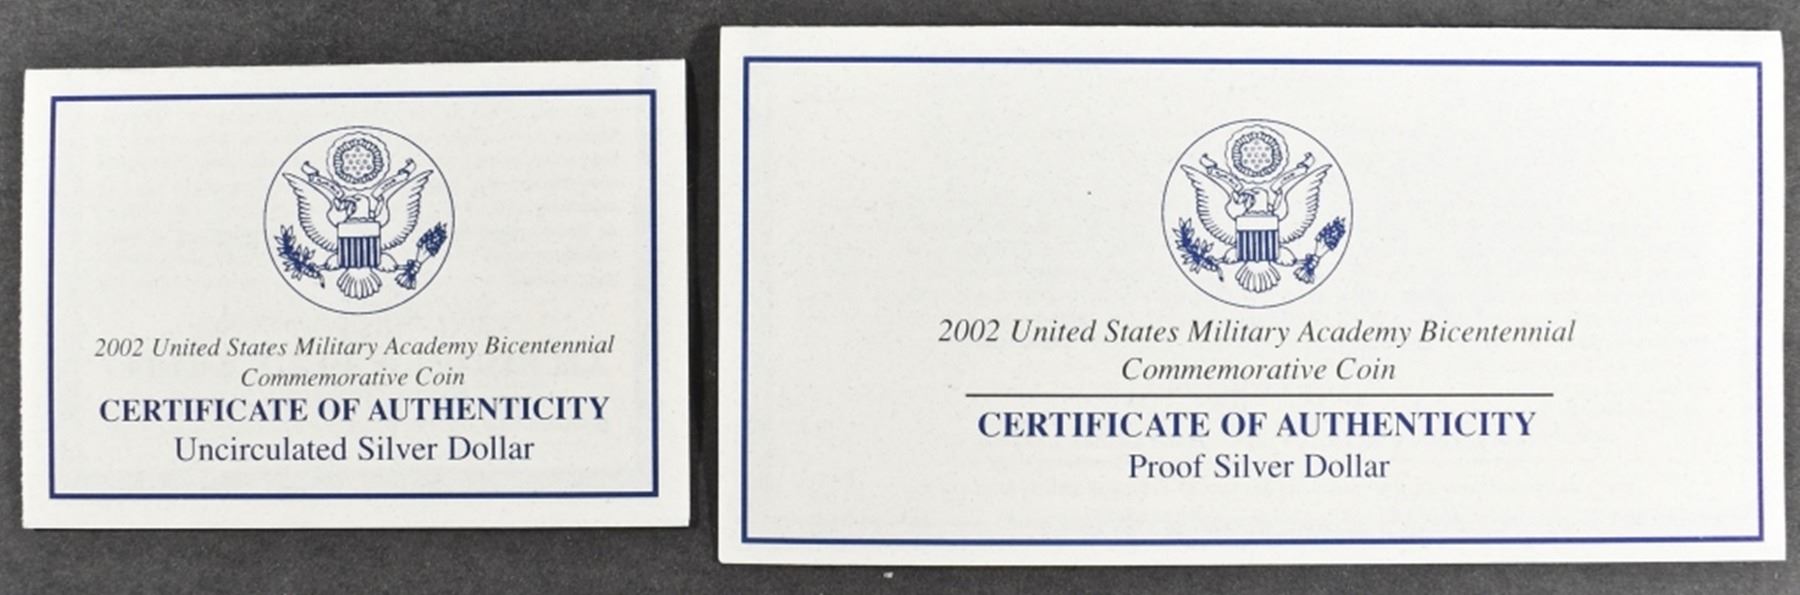 2002 United States Military Academy Bicentennial
Commemorative Coin
CERTIFICATE OF AUTHENTICITY
Uncirculated Silver Dollar
2002 United States Military Academy Bicentennial
Commemorative Coin
CERTIFICATE OF AUTHENTICITY
Proof Silver Dollar